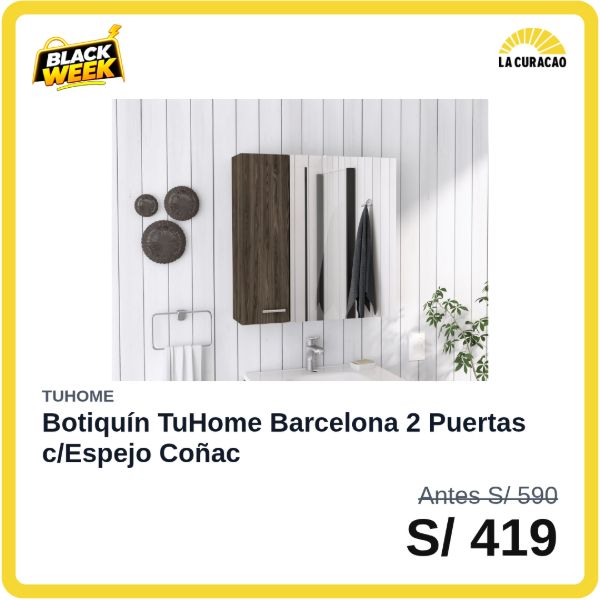 BLACK
WEEK
LA CURACAO
TUHOME
Botiquín TuHome Barcelona 2 Puertas
c/Espejo Coñac
Antes S/ 590
S/ 419